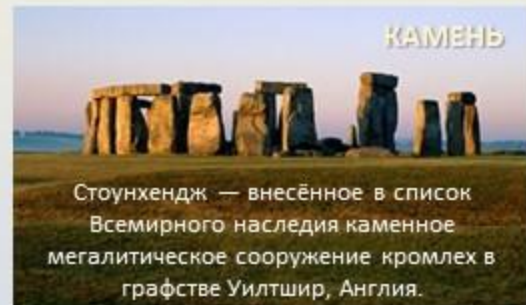 КАМЕНЬ
Стоунхендж — внесённое в список
Всемирного наследия каменное
мегалитическое сооружение кромлех в
графстве Уилтшир, Англия.